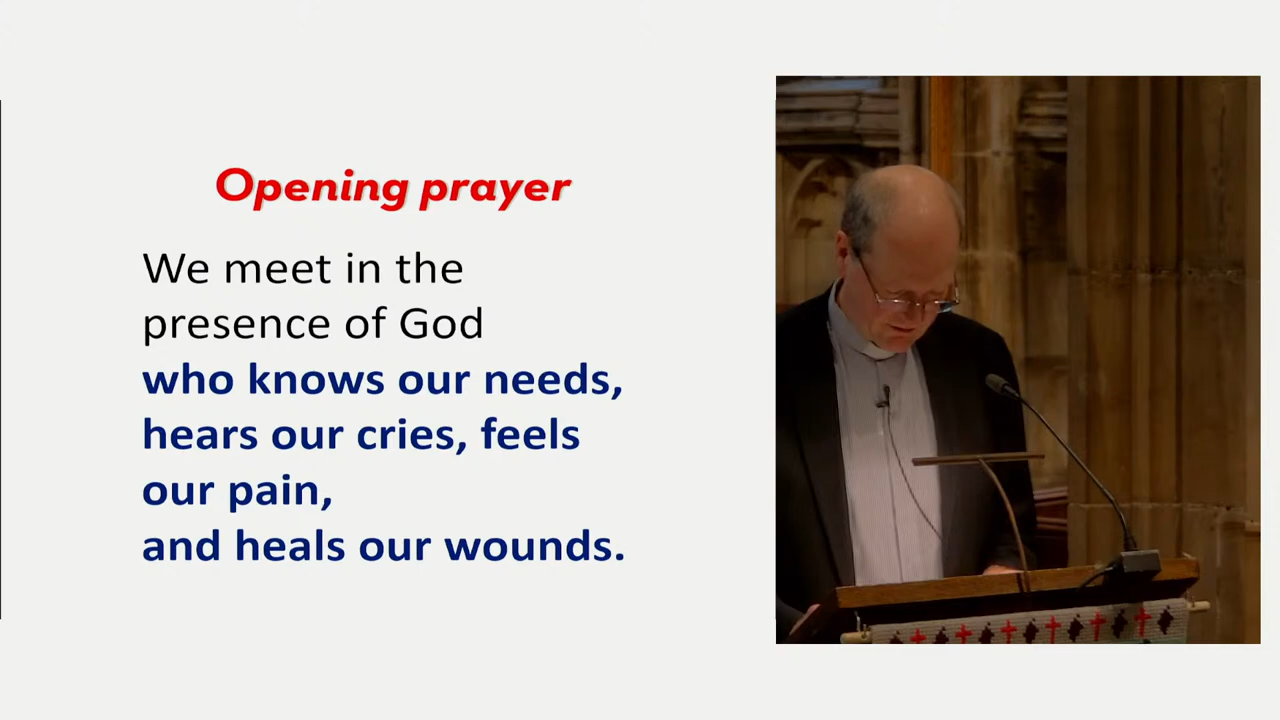 Opening prayer
We meet in the
presence of God
who knows our needs,
hears our cries, feels
our pain,
and heals our wounds.